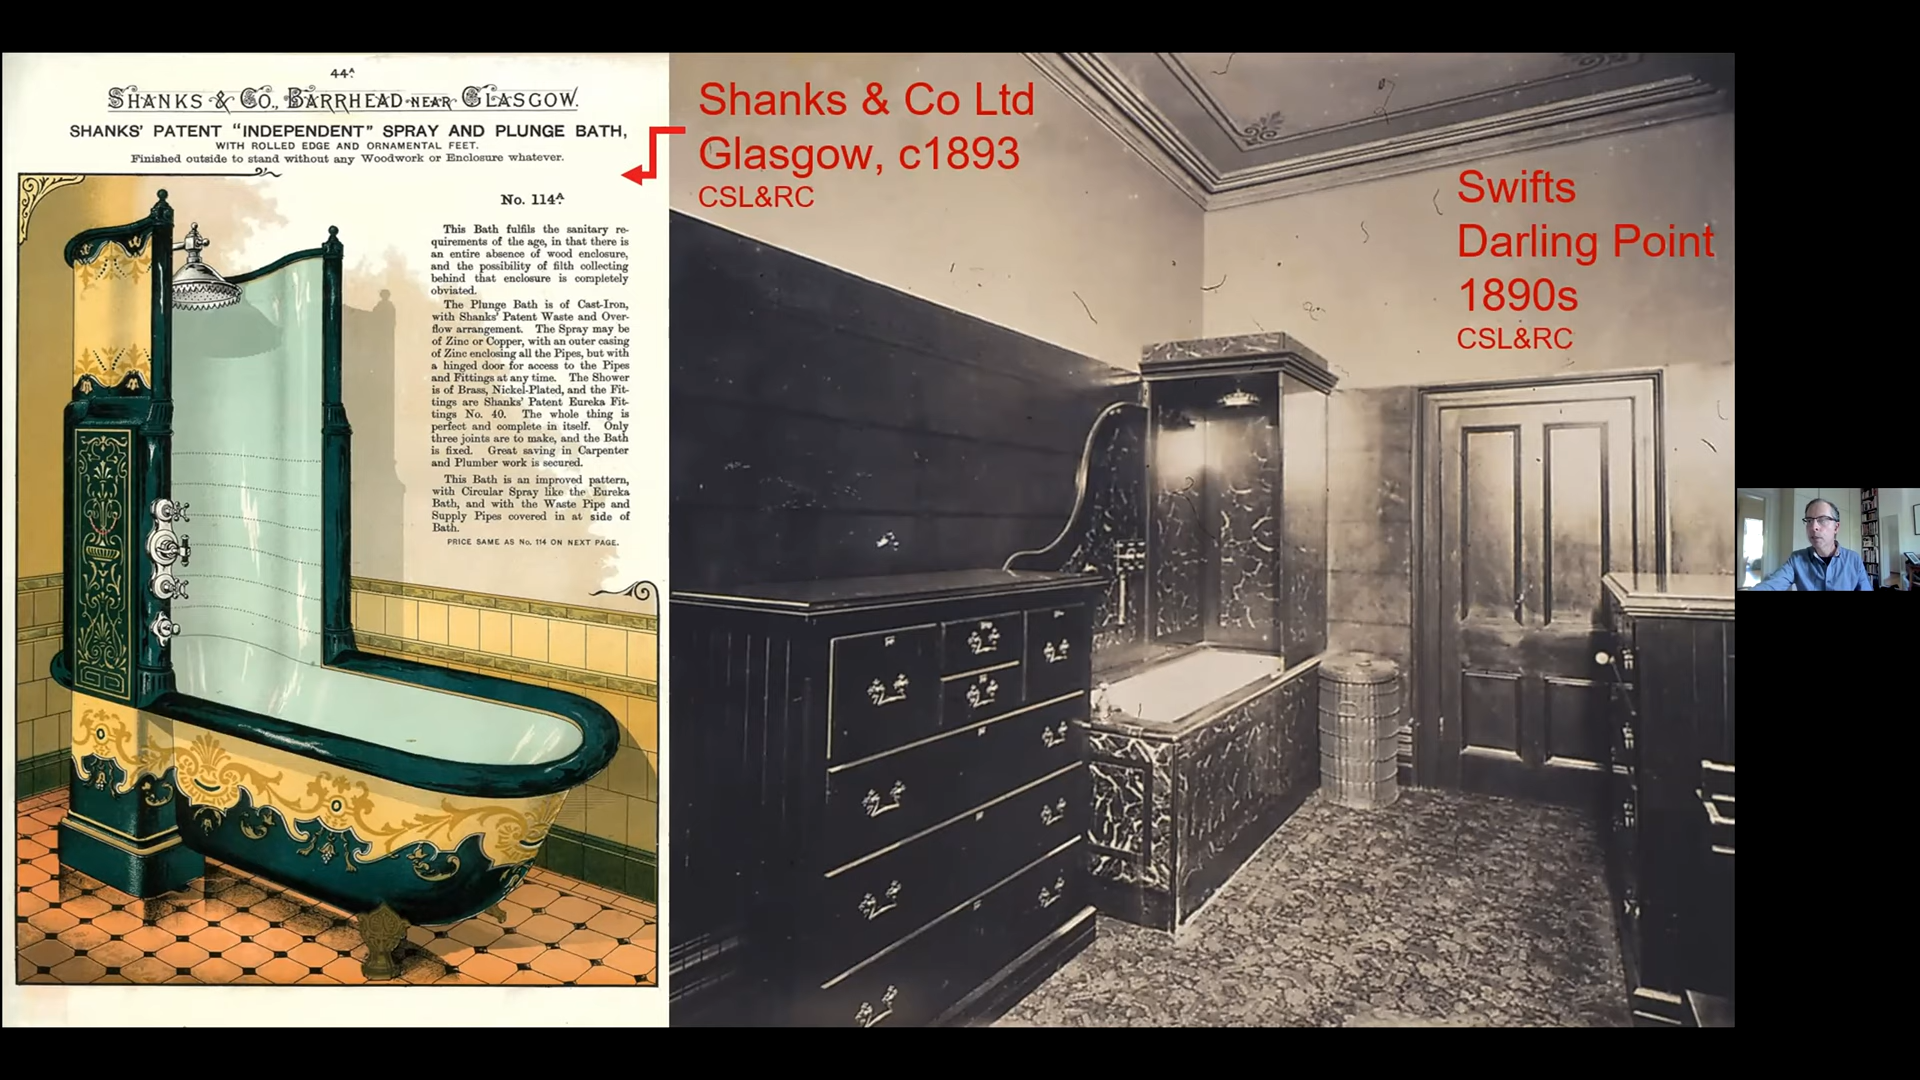 44A
SHANKS & CO., BARRHEAD NEAR GLASGOW.
SHANKS' PATENT "INDEPENDENT" SPRAY AND PLUNGE BATH,
WITH ROLLED EDGE AND ORNAMENTAL FEET.
Finished outside to stand without any Woodwork or Enclosure whatever.
No. 114A
This Bath fulfils the sanitary re-
quirements of the age, in that there is
an entire absence of wood enclosure,
and the possibility of filth collecting
behind that enclosure is completely
obviated.
The Plunge Bath is of Cast-Iron,
with Shanks' Patent Waste and Over-
flow arrangement. The Spray may be
of Zinc or Copper, with an outer casing
of Zinc enclosing all the Pipes, but with
a hinged door for access to the Pipes
and Fittings at any time. The Shower
is of Brass, Nickel-Plated, and the Fit-
tings are Shanks' Patent Eureka Fit-
tings No. 40. The whole thing is
perfect and complete in itself. Only
three joints are to make, and the Bath
is fixed. Great saving in Carpenter
and Plumber work is secured.
This Bath is an improved pattern,
with Circular Spray like the Eureka
Bath, and with the Waste Pipe and
Supply Pipes covered in at side of
Bath.
PRICE SAME AS No. 114 ON NEXT PAGE.
Shanks & Co Ltd
Glasgow, c1893
CSL&RC
Swifts
Darling Point
1890s
CSL&RC